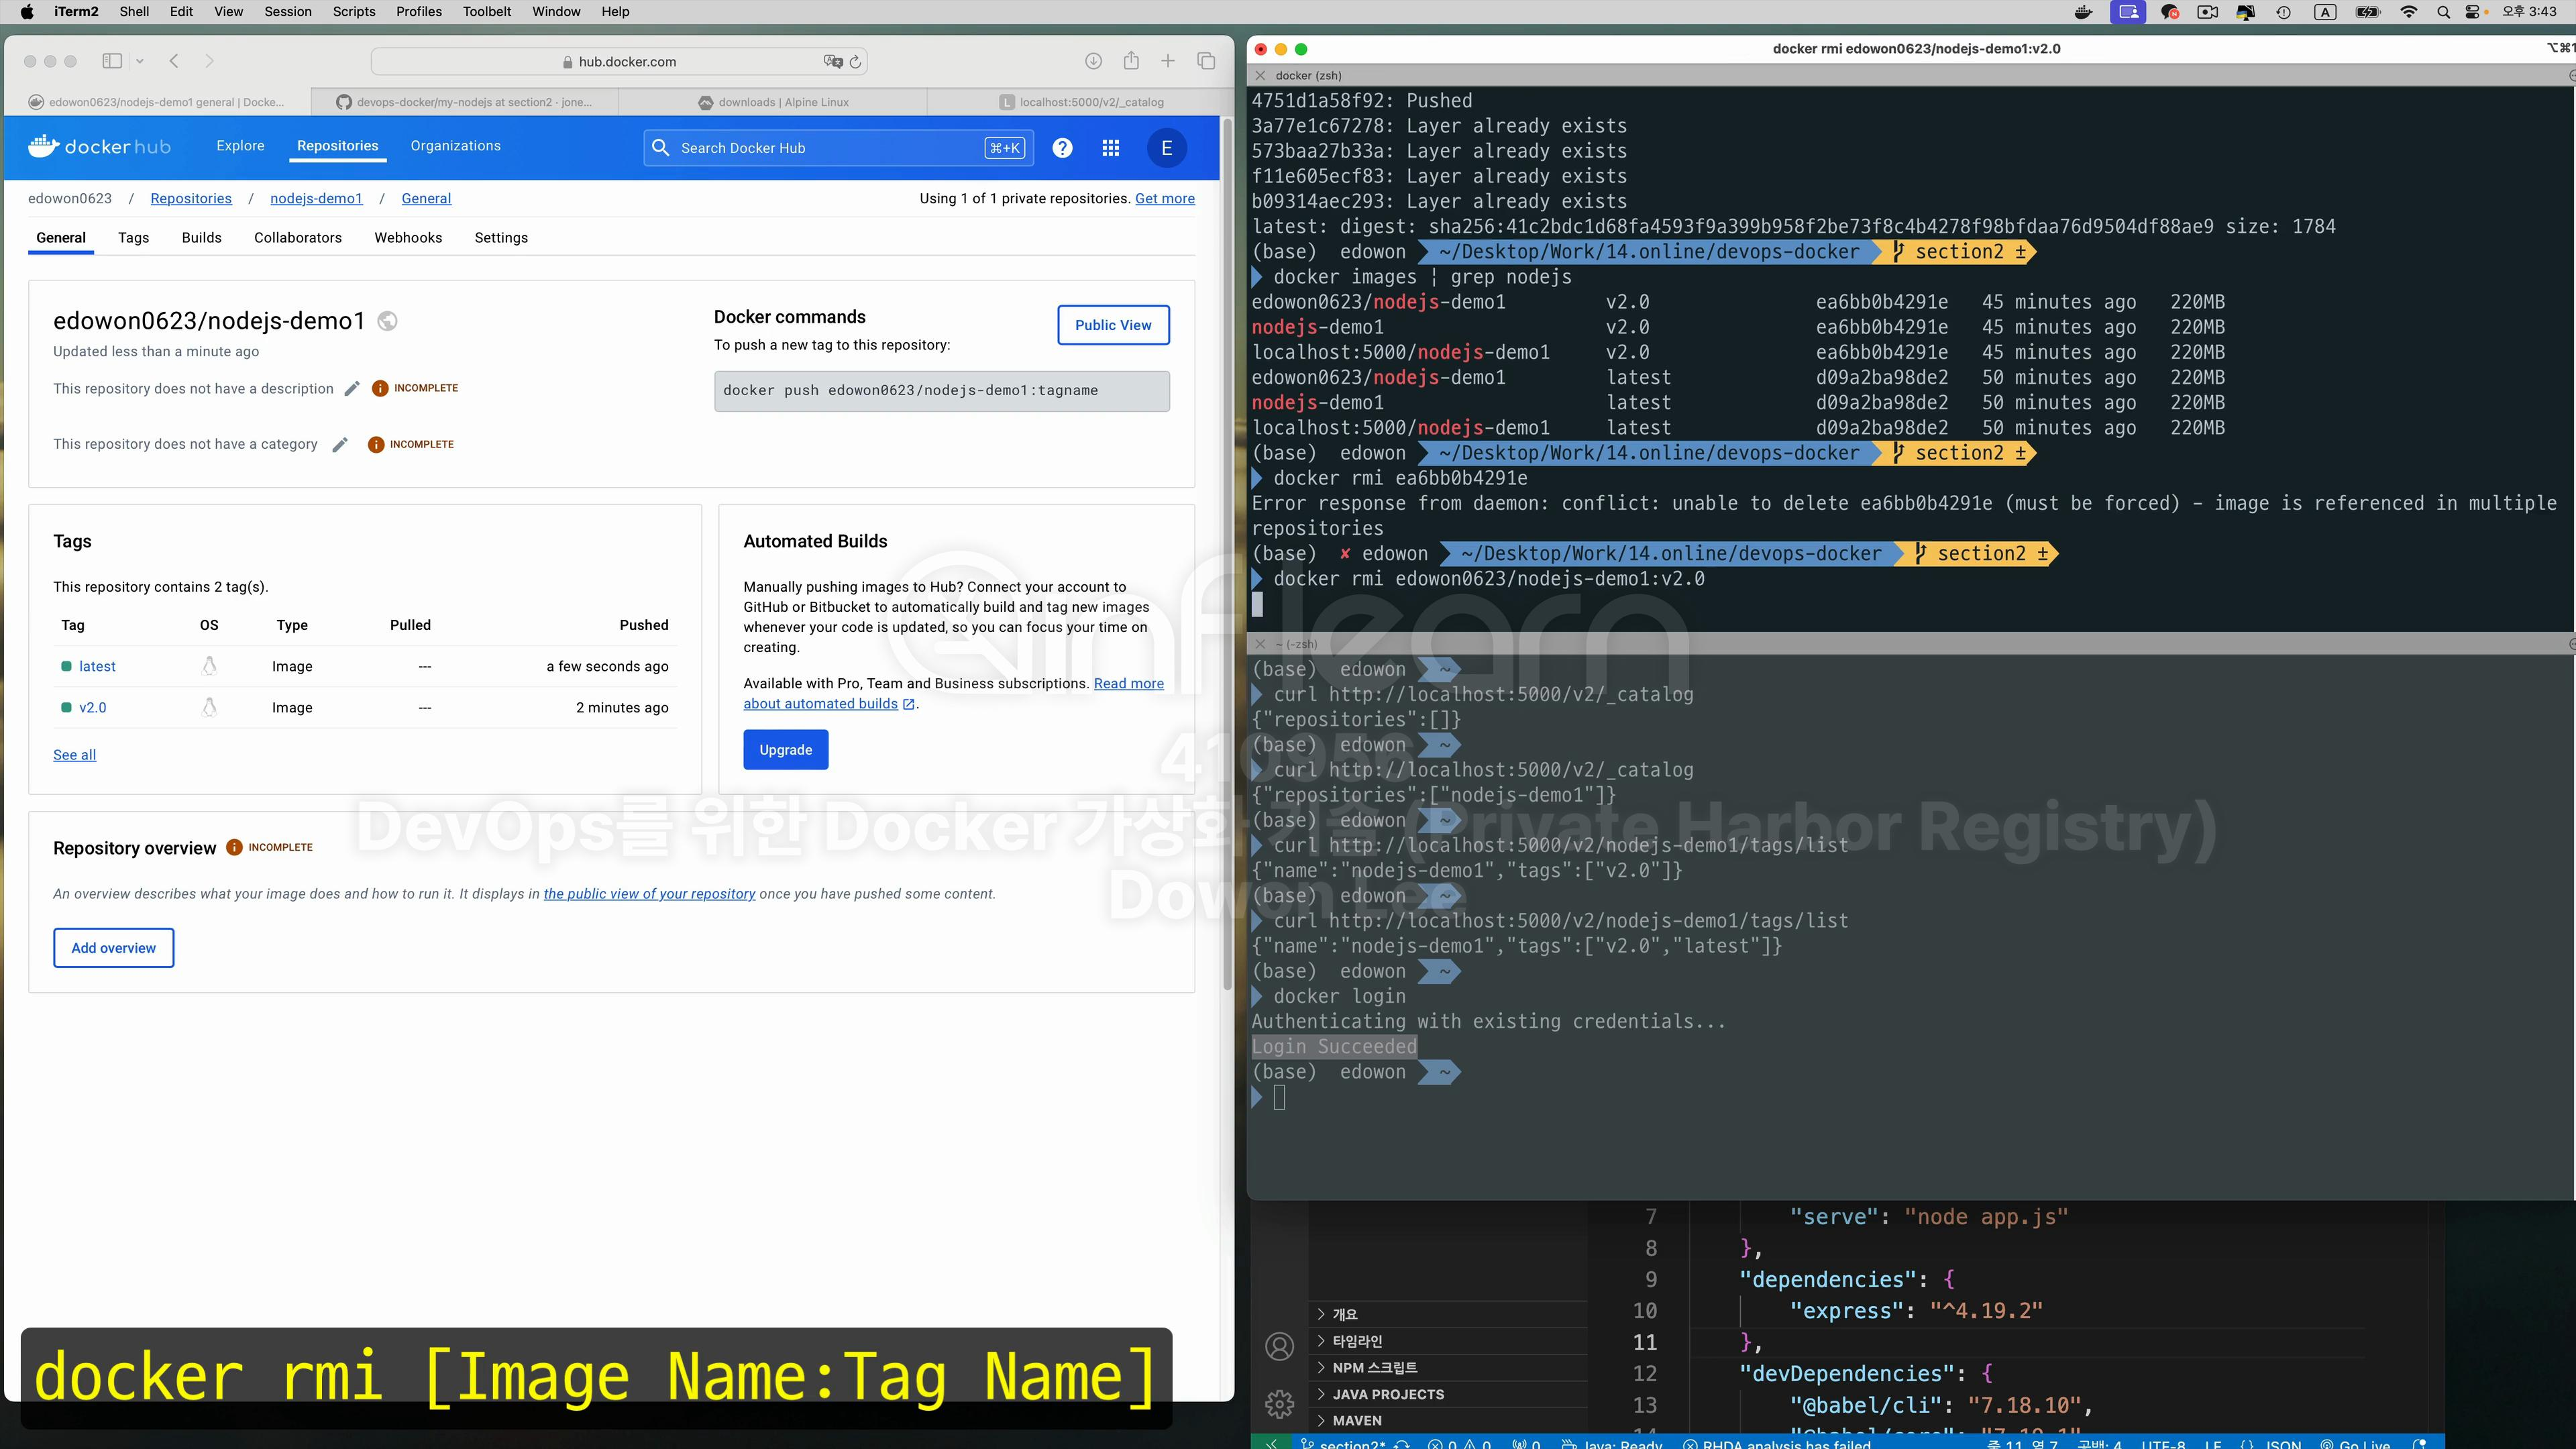 iTerm2 Shell Edit View Session Scripts Profiles Toolbelt Window Help
오후 3:43
hub.docker.com
edowon0623/nodejs-demo1 general | Docke...
devops-docker/my-nodejs at section2 · jone...
downloads | Alpine Linux
localhost:5000/v2/_catalog
docker hub
Explore Repositories Organizations
Search Docker Hub ⌘+K
E
edowon0623 / Repositories / nodejs-demo1 / General
Using 1 of 1 private repositories. Get more
General Tags Builds Collaborators Webhooks Settings
edowon0623/nodejs-demo1
Updated less than a minute ago
This repository does not have a description INCOMPLETE
This repository does not have a category INCOMPLETE
Docker commands
To push a new tag to this repository:
Public View
docker push edowon0623/nodejs-demo1:tagname
Tags
This repository contains 2 tag(s).
Tag OS Type Pulled Pushed
latest Image --- a few seconds ago
v2.0 Image --- 2 minutes ago
See all
Automated Builds
Manually pushing images to Hub? Connect your account to
GitHub or Bitbucket to automatically build and tag new images
whenever your code is updated, so you can focus your time on
creating.
Available with Pro, Team and Business subscriptions. Read more
about automated builds.
Upgrade
Repository overview INCOMPLETE
An overview describes what your image does and how to run it. It displays in the public view of your repository once you have pushed some content.
Add overview
docker rmi [Image Name:Tag Name]
docker rmi edowon0623/nodejs-demo1:v2.0
docker (zsh)
4751d1a58f92: Pushed
3a77e1c67278: Layer already exists
573baa27b33a: Layer already exists
f11e605ecf83: Layer already exists
b09314aec293: Layer already exists
latest: digest: sha256:41c2bdc1d68fa4593f9a399b958f2be73f8c4b4278f98bfdaa76d9504df88ae9 size: 1784
(base) edowon ~/Desktop/Work/14.online/devops-docker section2 ±
docker images | grep nodejs
edowon0623/nodejs-demo1 v2.0 ea6bb0b4291e 45 minutes ago 220MB
nodejs-demo1 v2.0 ea6bb0b4291e 45 minutes ago 220MB
localhost:5000/nodejs-demo1 v2.0 ea6bb0b4291e 45 minutes ago 220MB
edowon0623/nodejs-demo1 latest d09a2ba98de2 50 minutes ago 220MB
nodejs-demo1 latest d09a2ba98de2 50 minutes ago 220MB
localhost:5000/nodejs-demo1 latest d09a2ba98de2 50 minutes ago 220MB
(base) edowon ~/Desktop/Work/14.online/devops-docker section2 ±
docker rmi ea6bb0b4291e
Error response from daemon: conflict: unable to delete ea6bb0b4291e (must be forced) - image is referenced in multiple
repositories
(base) ✘ edowon ~/Desktop/Work/14.online/devops-docker section2 ±
docker rmi edowon0623/nodejs-demo1:v2.0
~ (-zsh)
(base) edowon ~
curl http://localhost:5000/v2/_catalog
{"repositories":[]}
(base) edowon ~
curl http://localhost:5000/v2/_catalog
{"repositories":["nodejs-demo1"]}
(base) edowon ~
curl http://localhost:5000/v2/nodejs-demo1/tags/list
{"name":"nodejs-demo1","tags":["v2.0"]}
(base) edowon ~
curl http://localhost:5000/v2/nodejs-demo1/tags/list
{"name":"nodejs-demo1","tags":["v2.0","latest"]}
(base) edowon ~
docker login
Authenticating with existing credentials...
Login Succeeded
(base) edowon ~
inflearn
410956
DevOps를 위한 Docker 가상화 기술(Private Harbor Registry)
Dowon Lee
개요
타임라인
NPM 스크립트
JAVA PROJECTS
MAVEN
7 "serve": "node app.js"
8 },
9 "dependencies": {
10 "express": "^4.19.2"
11 },
12 "devDependencies": {
13 "@babel/cli": "7.18.10",
section2* 0 0 0 Java: Ready RHDA analysis has failed 줄 11, 열 7 공백: 4 UTF-8 LF {} JSON Go Live